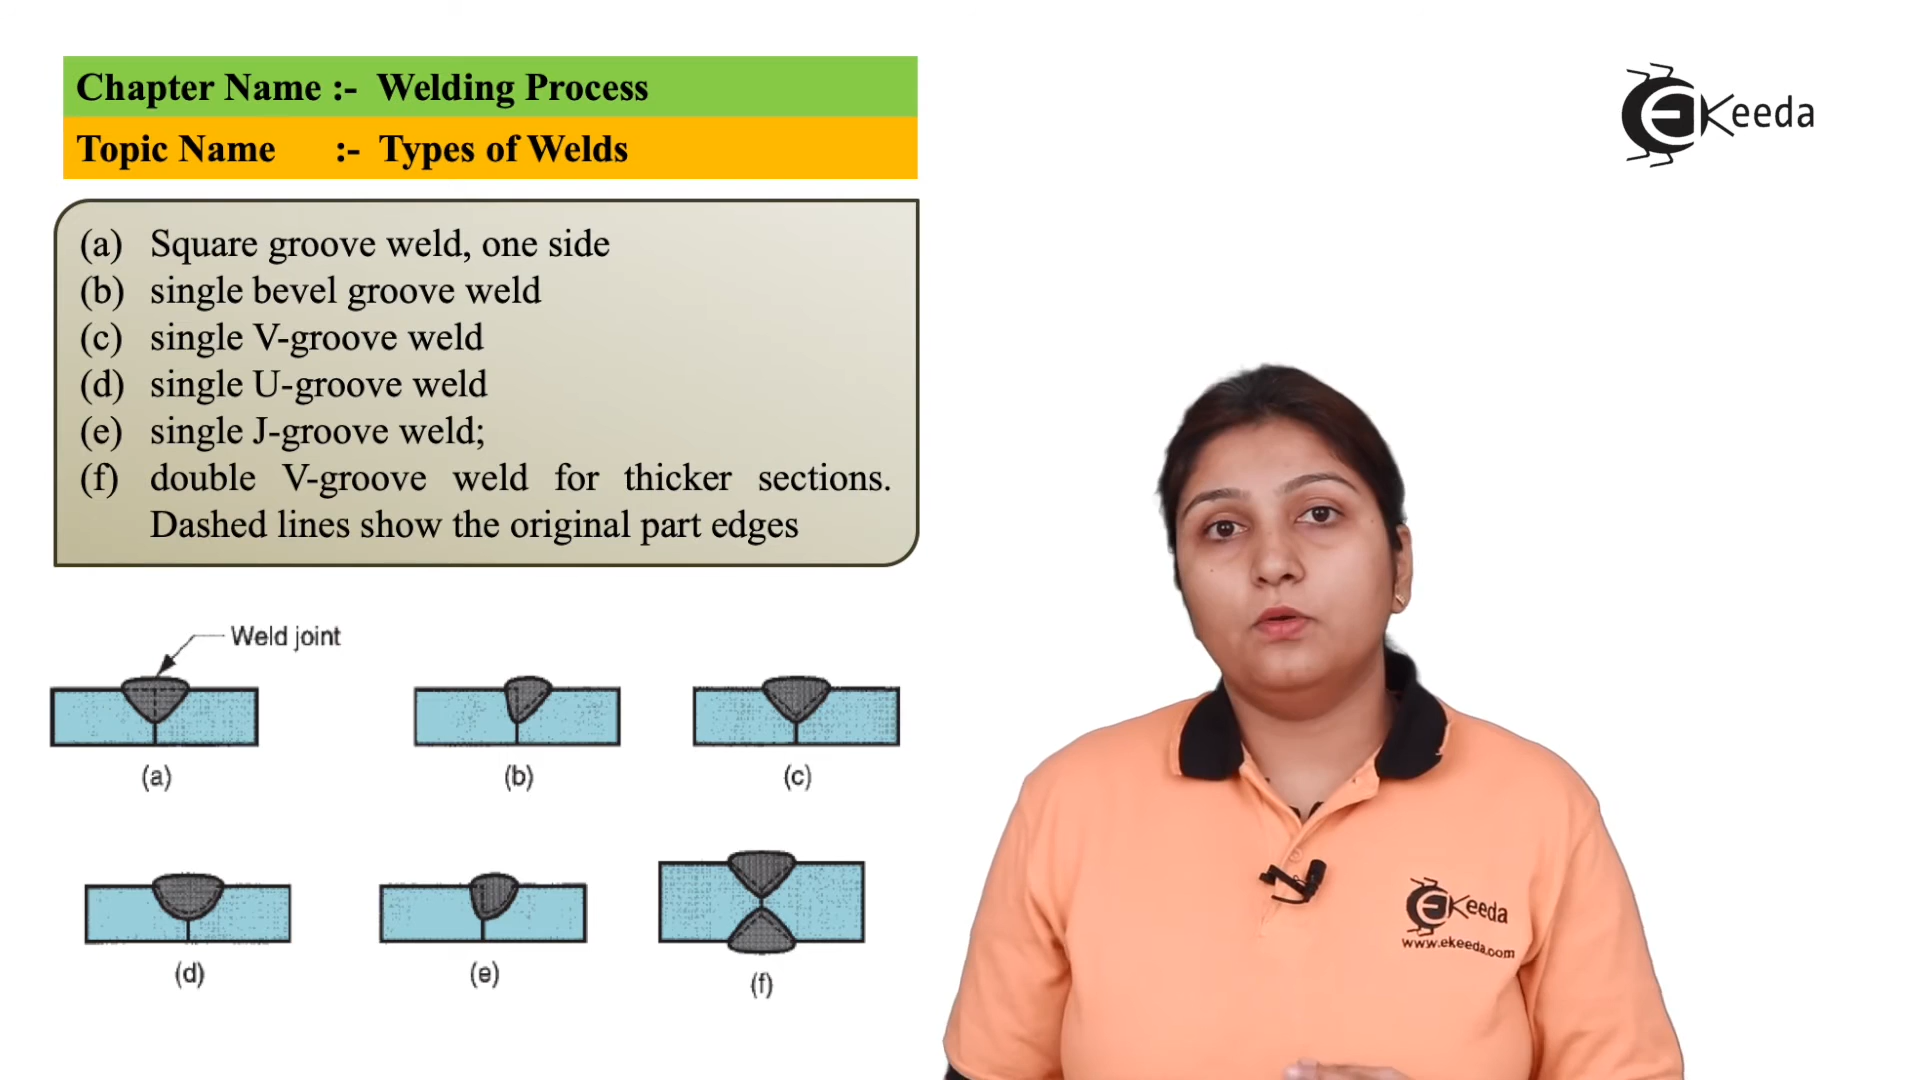 Chapter Name :- Welding Process
Topic Name :- Types of Welds
(a) Square groove weld, one side
(b) single bevel groove weld
(c) single V-groove weld
(d) single U-groove weld
(e) single J-groove weld;
(f) double V-groove weld for thicker sections.
Dashed lines show the original part edges
Weld joint
(a)
(b)
(c)
(d)
(e)
(f)
EKeeda
EKeeda
www.ekeeda.com